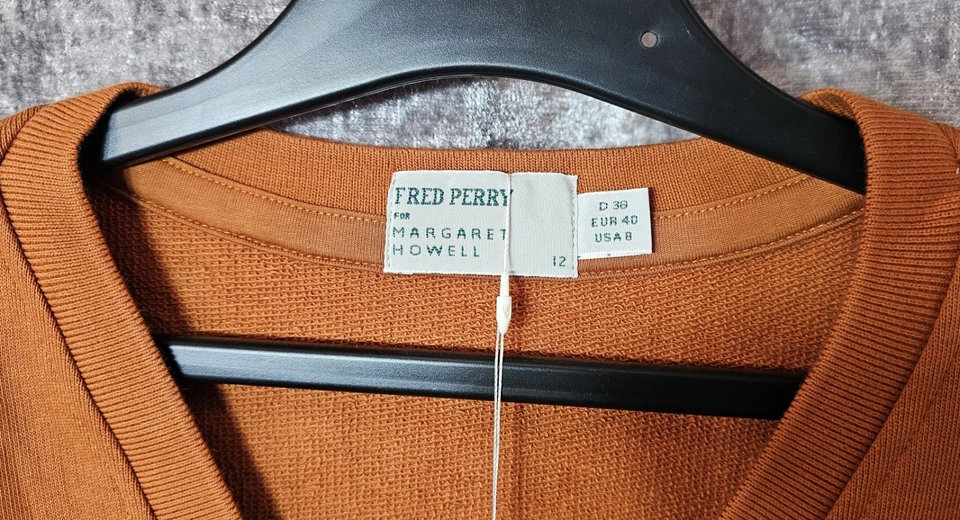 FRED PERRY
FOR
MARGARET
HOWELL
12
D 38
EUR 40
USA 8